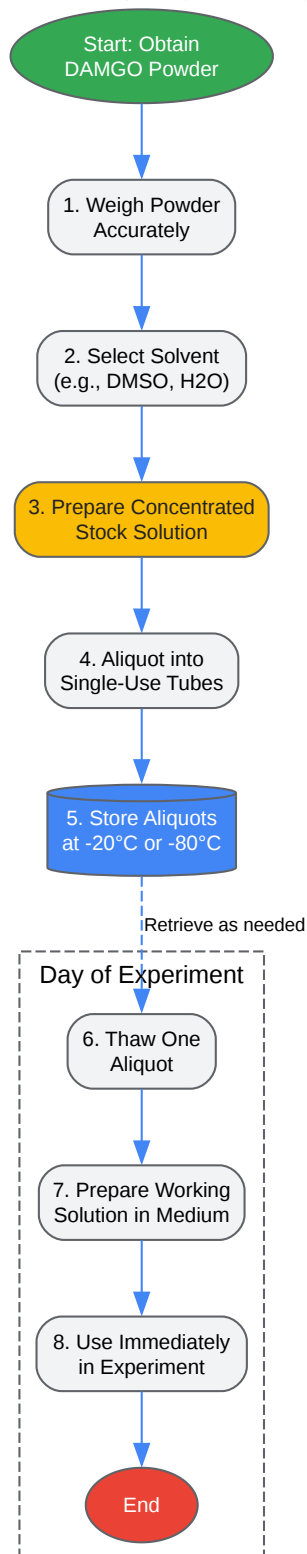 Start: Obtain
DAMGO Powder
1. Weigh Powder
Accurately
2. Select Solvent
(e.g., DMSO, H2O)
3. Prepare Concentrated
Stock Solution
4. Aliquot into
Single-Use Tubes
5. Store Aliquots
at -20°C or -80°C
Retrieve as needed
Day of Experiment
6. Thaw One
Aliquot
7. Prepare Working
Solution in Medium
8. Use Immediately
in Experiment
End